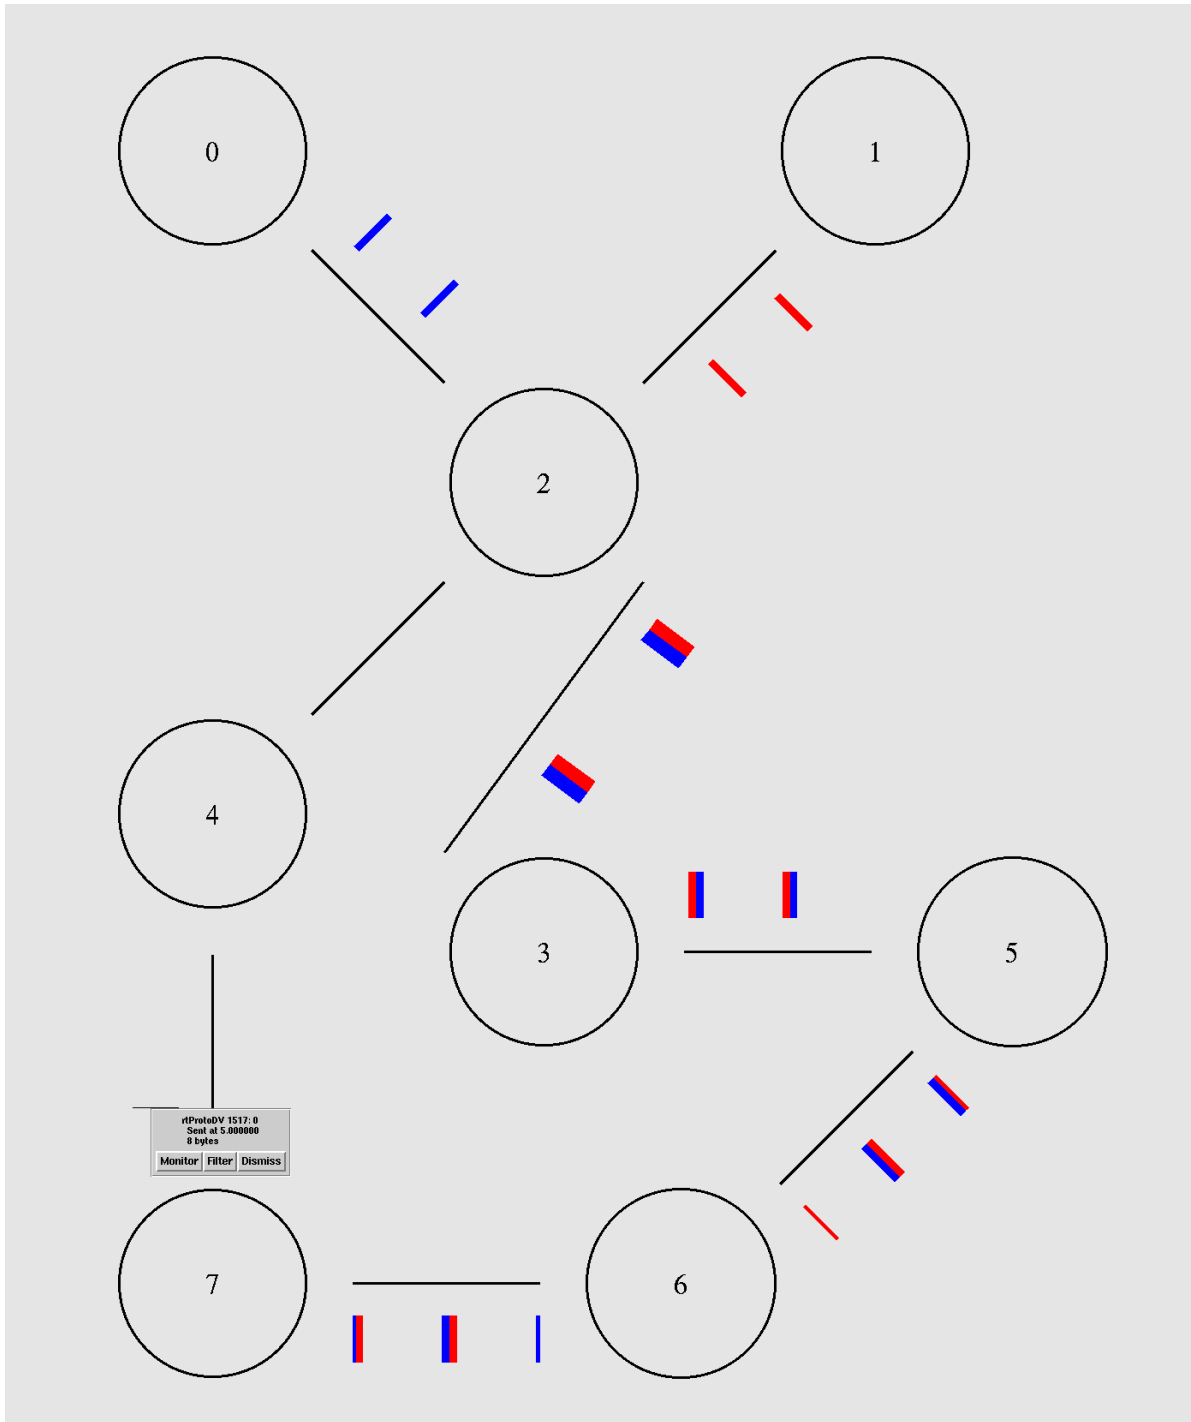 0
1
2
4
3
5
rtProtoDV 1517: 0
Sent at 5.000000
8 bytes
Monitor Filter Dismiss
7
6